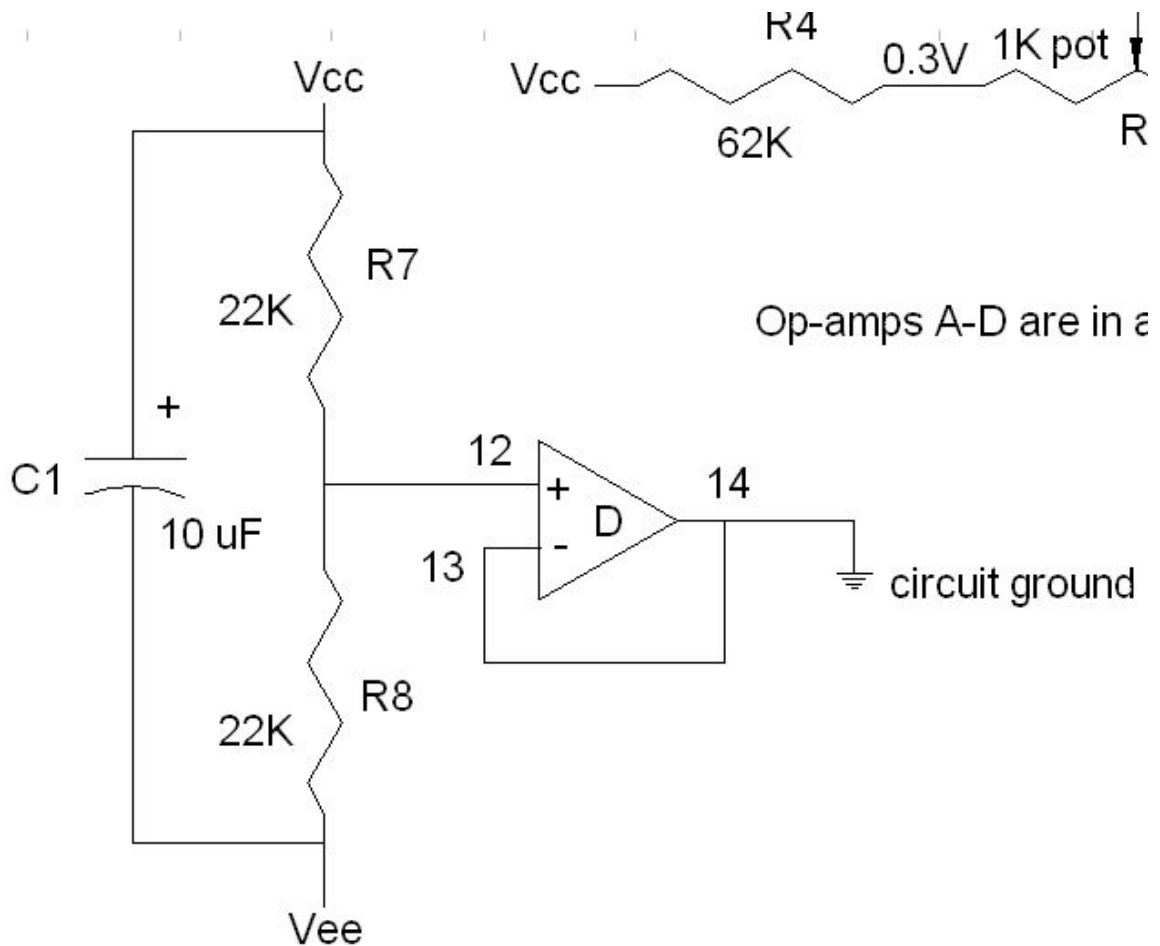 R4
Vcc
Vcc
0.3V
1K pot
62K
R
R7
22K
Op-amps A-D are in a
+
C1
10 uF
12
+
D
14
-
13
circuit ground
R8
22K
Vee